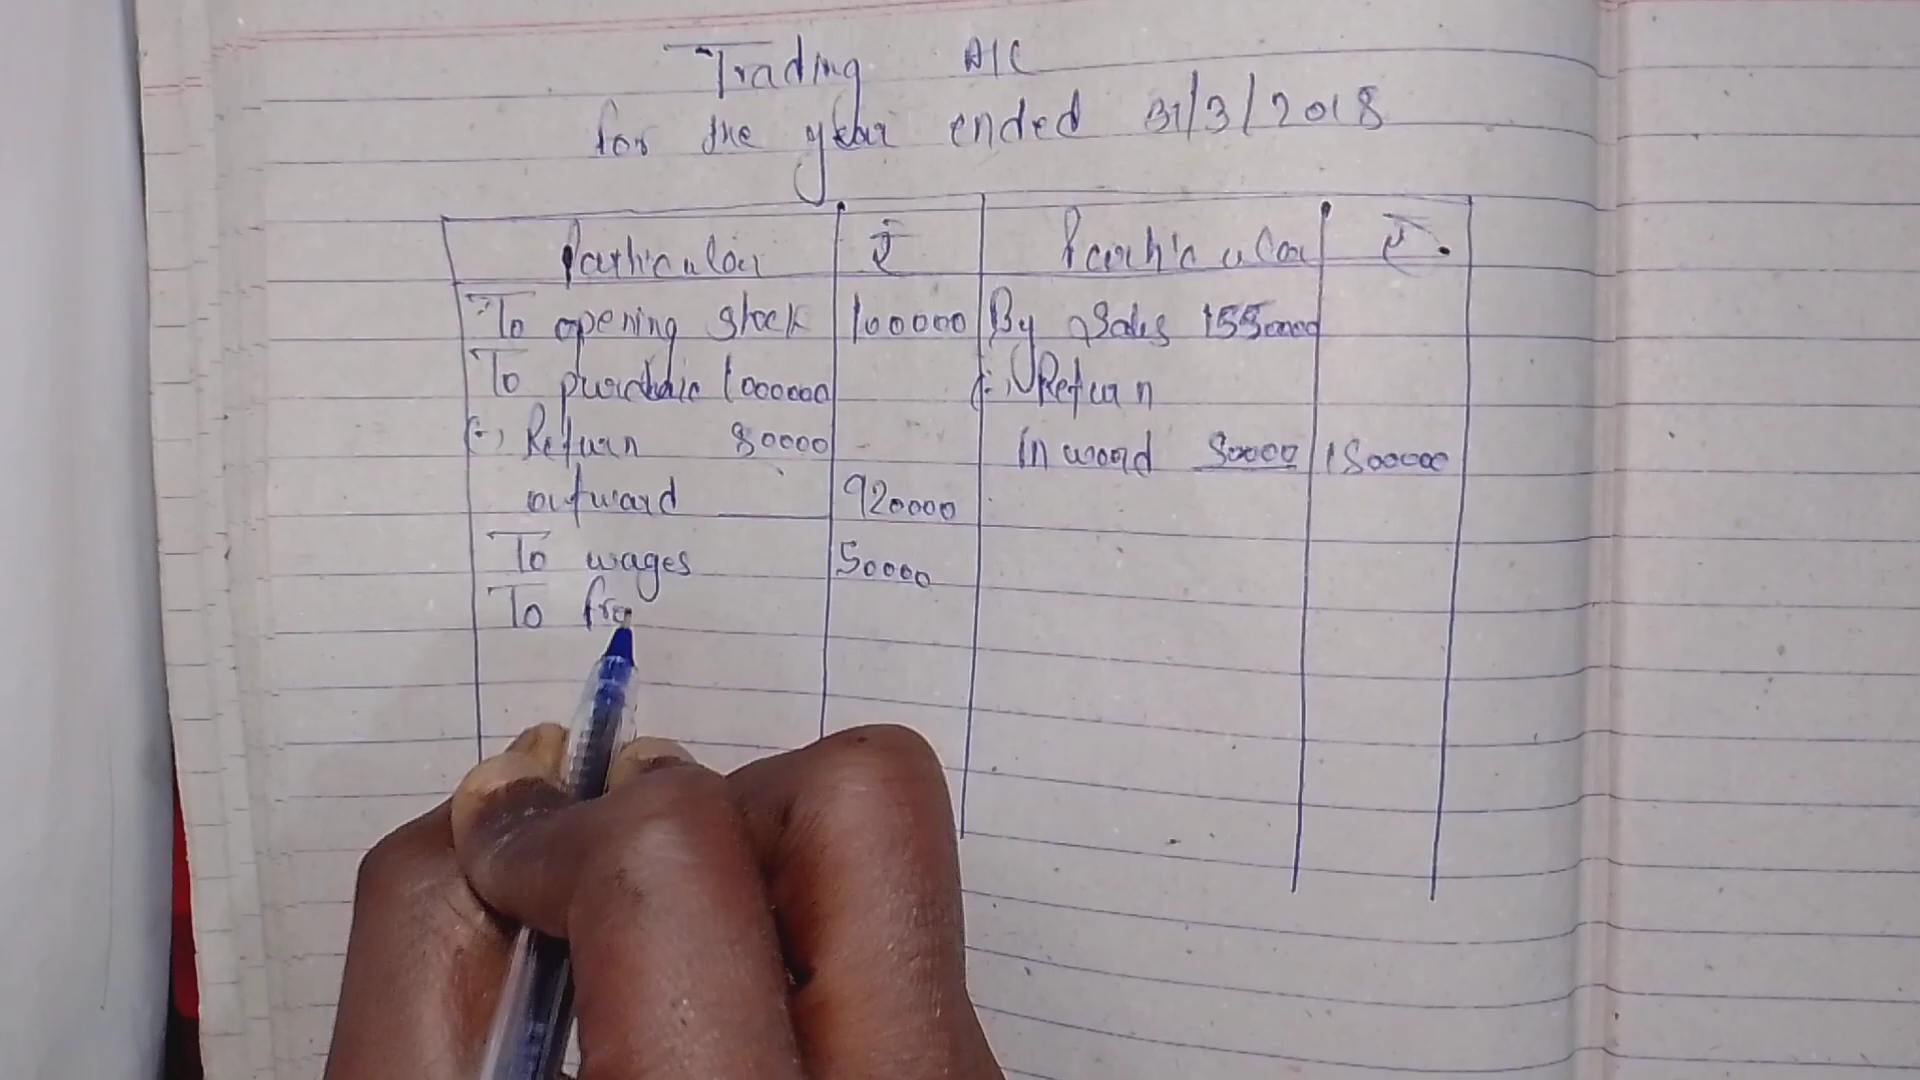 Trading A/C
for the year ended 31/3/2018
Particular ₹ Particular ₹
To opening stock 100000 By Sales 1550000
To purchase 1000000 (-) Return
(-) Return 80000 inward 50000 1500000
outward 920000
To wages 50000
To fre